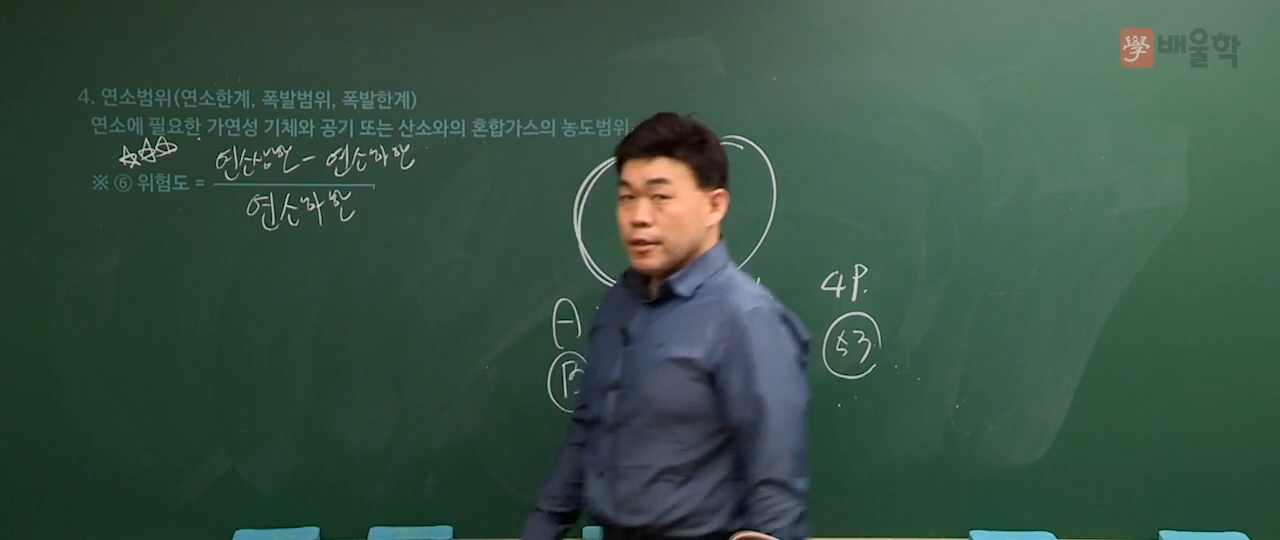 學 배울학
4. 연소범위(연소한계, 폭발범위, 폭발한계)
연소에 필요한 가연성 기체와 공기 또는 산소와의 혼합가스의 농도범위
☆☆☆
연소상한 - 연소하한
※ ⑥ 위험도 =
연소하한
4P.
A
53
B